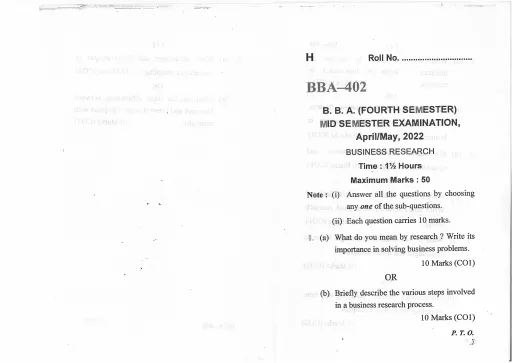 H Roll No. ..............................
BBA–402
B. B. A. (FOURTH SEMESTER)
MID SEMESTER EXAMINATION,
April/May, 2022
BUSINESS RESEARCH
Time : 1½ Hours
Maximum Marks : 50
Note : (i) Answer all the questions by choosing
any one of the sub-questions.
(ii) Each question carries 10 marks.
1. (a) What do you mean by research ? Write its
importance in solving business problems.
10 Marks (CO1)
OR
(b) Briefly describe the various steps involved
in a business research process.
10 Marks (CO1)
P. T. O.